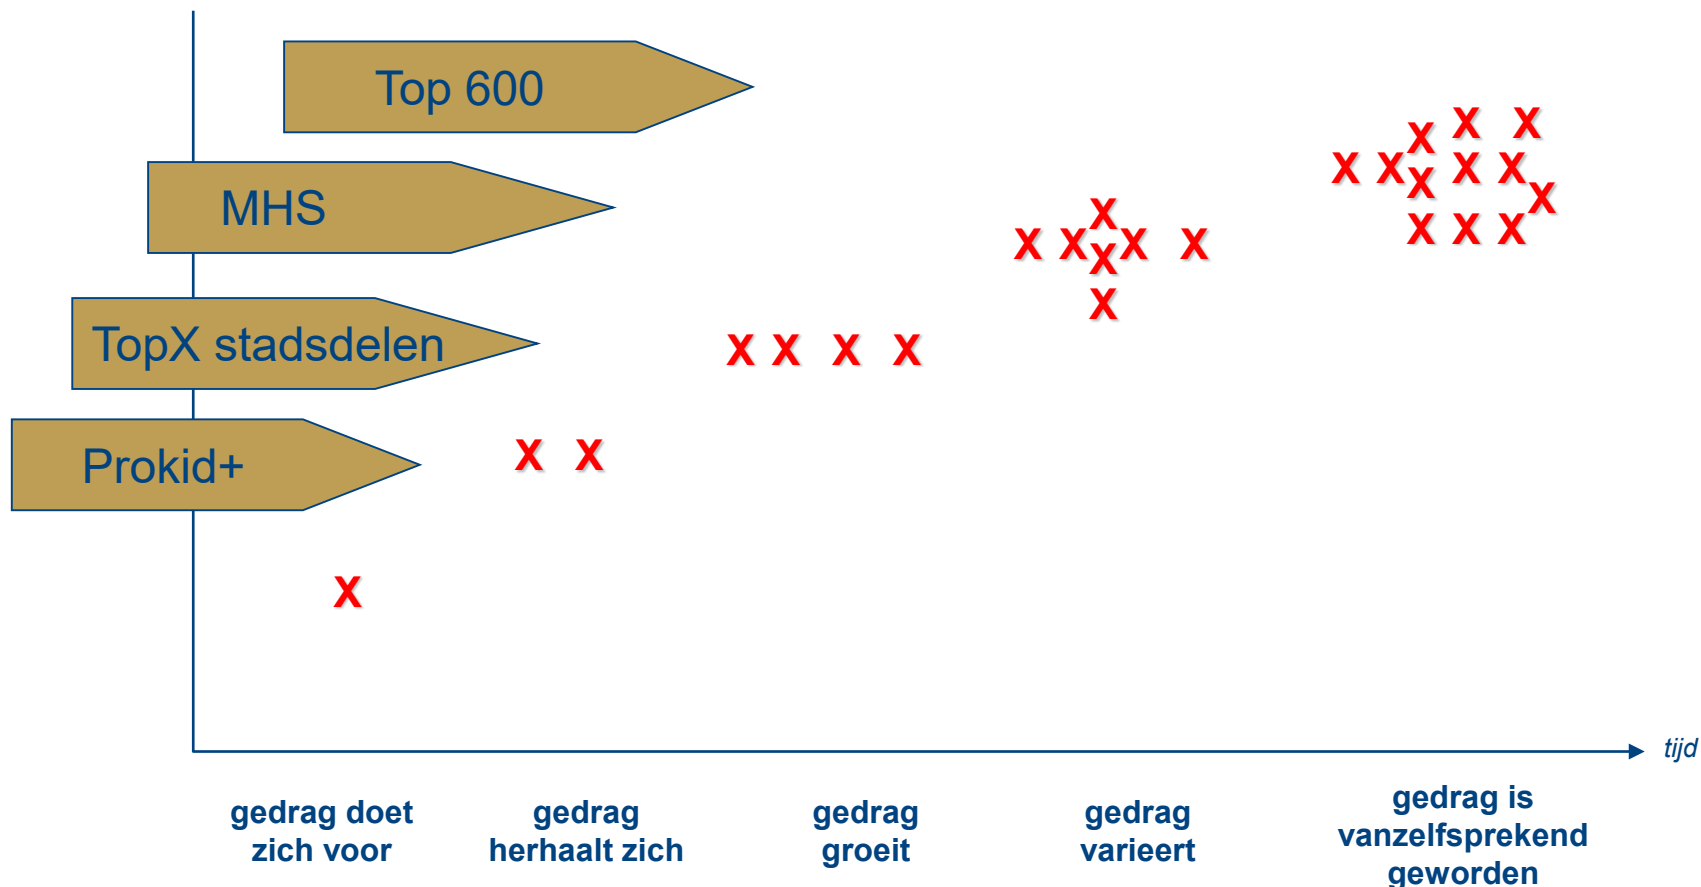 Top 600
MHS
TopX stadsdelen
Prokid+
X X X
X X X X X
X X
X X X
X
X X X X
X
X
X X X X
X X
X
tijd
gedrag doet
zich voor
gedrag
herhaalt zich
gedrag
groeit
gedrag
varieert
gedrag is
vanzelfsprekend
geworden